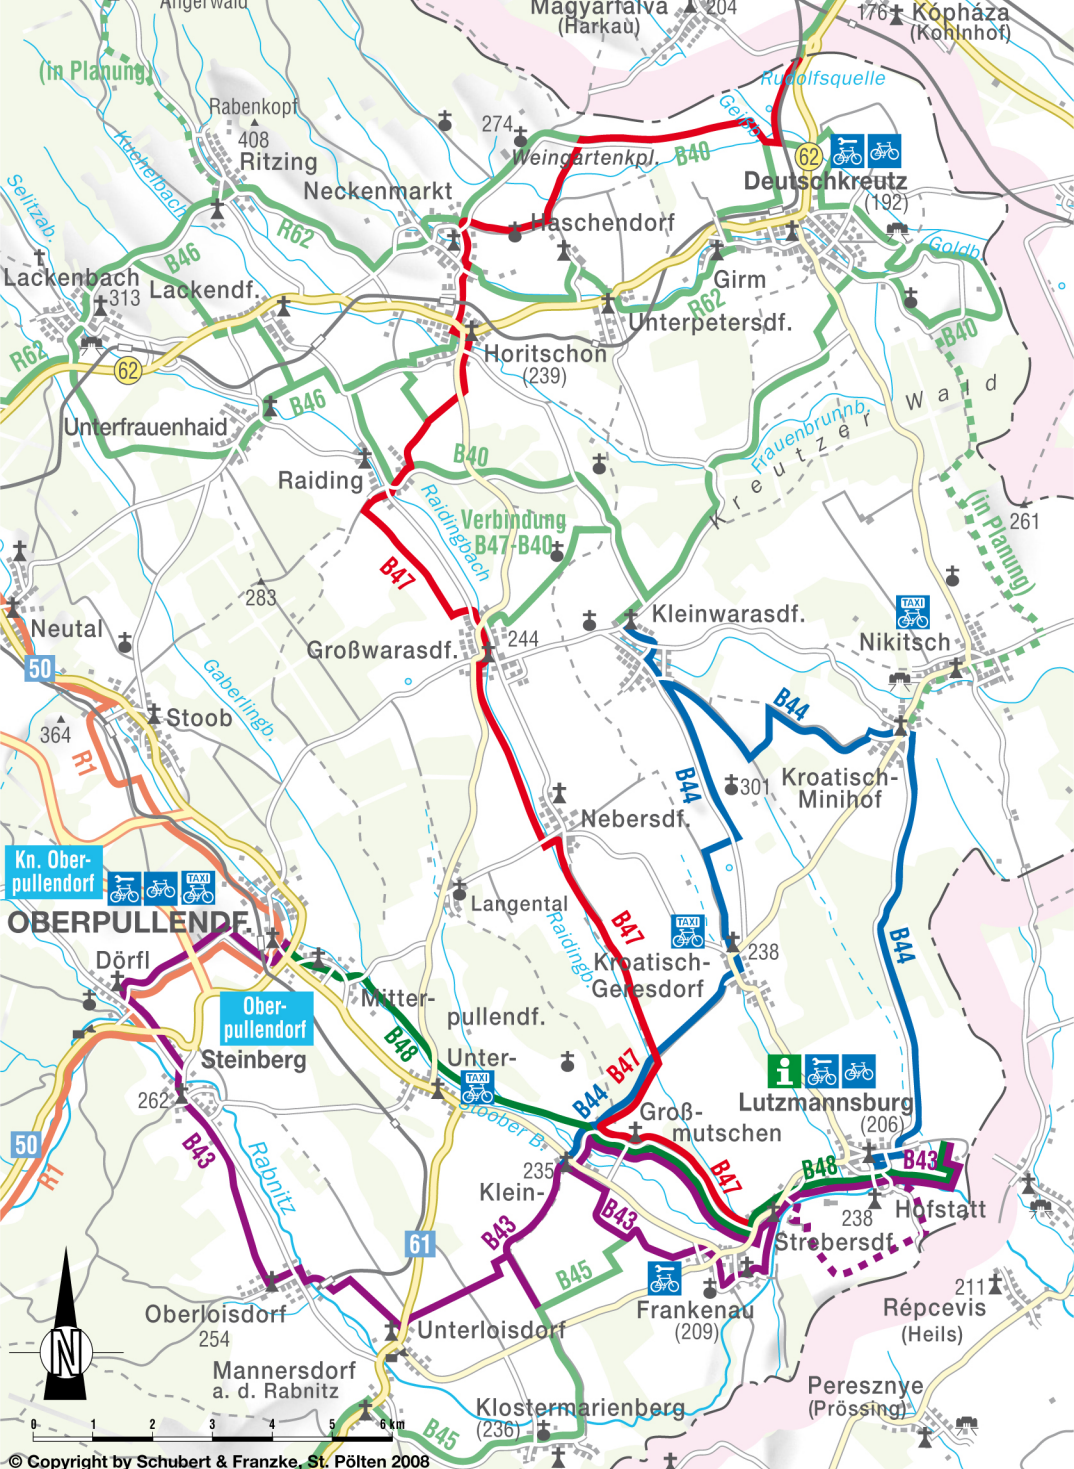 Angerwald
Magyarfalva
(Harkau)
204
176
Kópháza
(Kohlnhof)
(in Planung)
Rudolfsquelle
Rabenkopf
408
Ritzing
274
Weingartenkpl.
B40
62
Deutschkreutz
(192)
Kuchelbach
Selitzab.
Neckenmarkt
Haschendorf
R62
B46
Goldb.
Lackenbach
313
Lackendf.
Girm
R62
Unterpetersdf.
B40
R62
62
Horitschon
(239)
B46
Unterfrauenhaid
Kreutzer Wald
Frauenbrunnb.
Raiding
B40
Raidingbach
Verbindung
B47-B40
(in Planung)
261
B47
283
Neutal
50
Großwarasdf.
244
Kleinwarasdf.
Nikitsch
TAXI
Gaberlingb.
364
Stoob
R1
B44
B44
301
Kroatisch-
Minihof
Nebersdf.
Kn. Ober-
pullendorf
TAXI
OBERPULLENDF.
Langental
Raidingb.
B47
TAXI
Kroatisch-
Geresdorf
238
B44
Dörfl
Ober-
pullendorf
Mitter-
pullendf.
B48
Steinberg
Unter-
TAXI
262
Stoober B.
B47
B44
Groß-
mutschen
Lutzmannsburg
(206)
50
R1
B43
Rabnitz
235
Klein-
B47
B48
B43
Hofstatt
238
Strebersdf.
61
B43
B43
B45
Frankenau
(209)
211
Répcevis
(Heils)
Oberloisdorf
254
Unterloisdorf
Mannersdorf
a. d. Rabnitz
Klostermarienberg
(236)
Peresznye
(Prössing)
B45
N
0 1 2 3 4 5 6 km
© Copyright by Schubert & Franzke, St. Pölten 2008